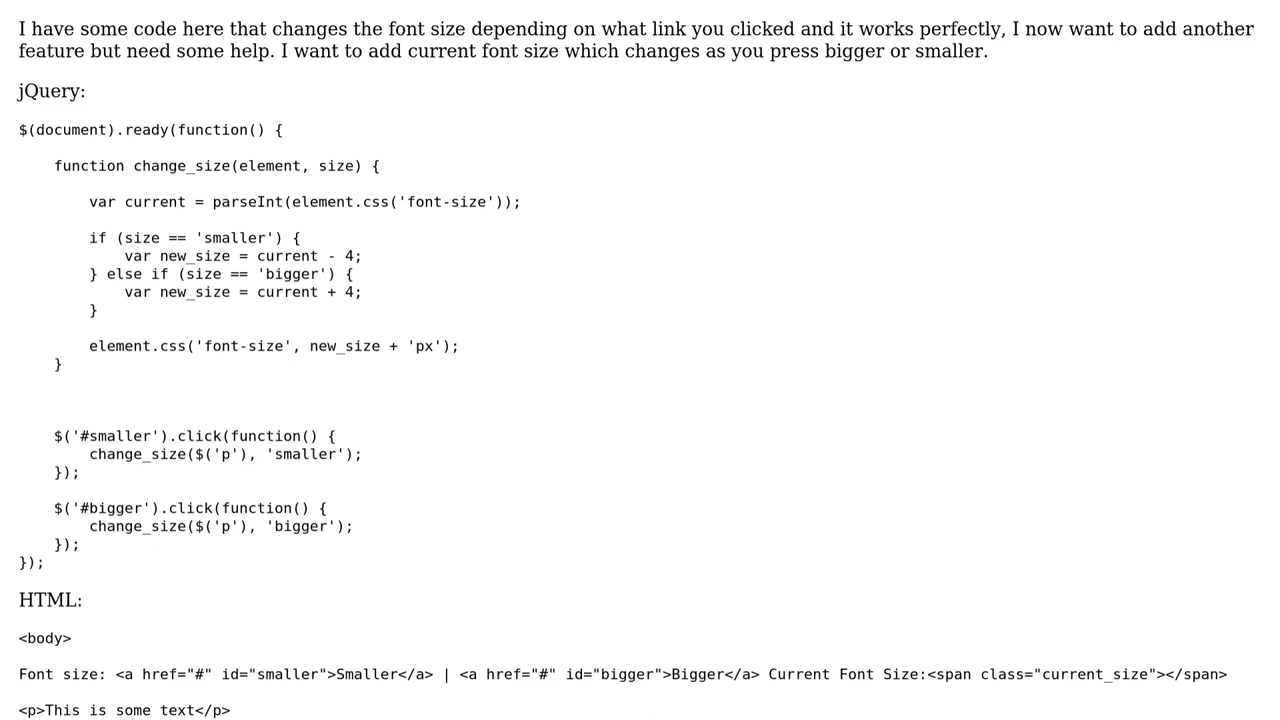 I have some code here that changes the font size depending on what link you clicked and it works perfectly, I now want to add another
feature but need some help. I want to add current font size which changes as you press bigger or smaller.
jQuery:
$(document).ready(function() {
    function change_size(element, size) {
        var current = parseInt(element.css('font-size'));
        if (size == 'smaller') {
            var new_size = current - 4;
        } else if (size == 'bigger') {
            var new_size = current + 4;
        }
        element.css('font-size', new_size + 'px');
    }
    $('#smaller').click(function() {
        change_size($('p'), 'smaller');
    });
    $('#bigger').click(function() {
        change_size($('p'), 'bigger');
    });
});
HTML:
<body>
Font size: <a href="#" id="smaller">Smaller</a> | <a href="#" id="bigger">Bigger</a> Current Font Size:<span class="current_size"></span>
<p>This is some text</p>